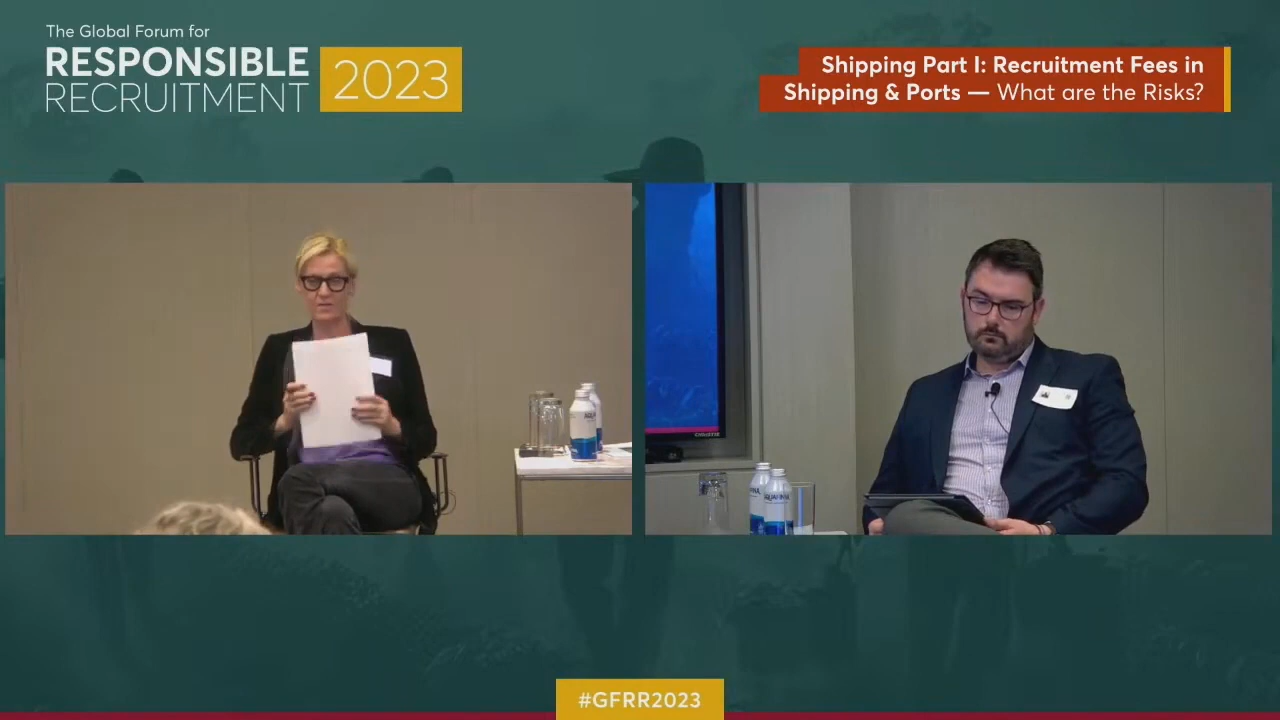 The Global Forum for
RESPONSIBLE
RECRUITMENT
2023
Shipping Part I: Recruitment Fees in
Shipping & Ports — What are the Risks?
#GFRR2023